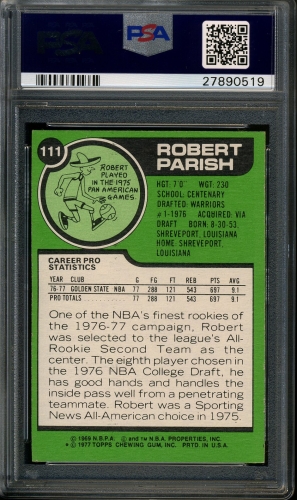 PSA
PSA
27890519
111
ROBERT
PARISH
ROBERT
PLAYED
IN THE 1975
PAN AMERICAN
GAMES.
HGT: 7'0" WGT: 230
SCHOOL: CENTENARY
DRAFTED: WARRIORS
#1-1976 ACQUIRED: VIA
DRAFT BORN: 8-30-53,
SHREVEPORT, LOUISIANA
HOME: SHREVEPORT,
LOUISIANA
CAREER PRO
STATISTICS
YEAR CLUB G FG FT REB PTS AVG.
76-77 GOLDEN STATE NBA 77 288 121 543 697 9.1
PRO TOTALS 77 288 121 543 697 9.1
One of the NBA's finest rookies
of the 1976-77 campaign, Robert
was selected to the league's All-
Rookie Second Team as the
center. The eighth player chosen in
the 1976 NBA College Draft, he
has good hands and handles the
inside pass well from a penetrating
teammate. Robert was a Sporting
News All-American choice in 1975.
© 1969 N.B.P.A. © and TM N.B.A. PROPERTIES, INC.
* © 1977 TOPPS CHEWING GUM, INC. PRTD. IN U.S.A.